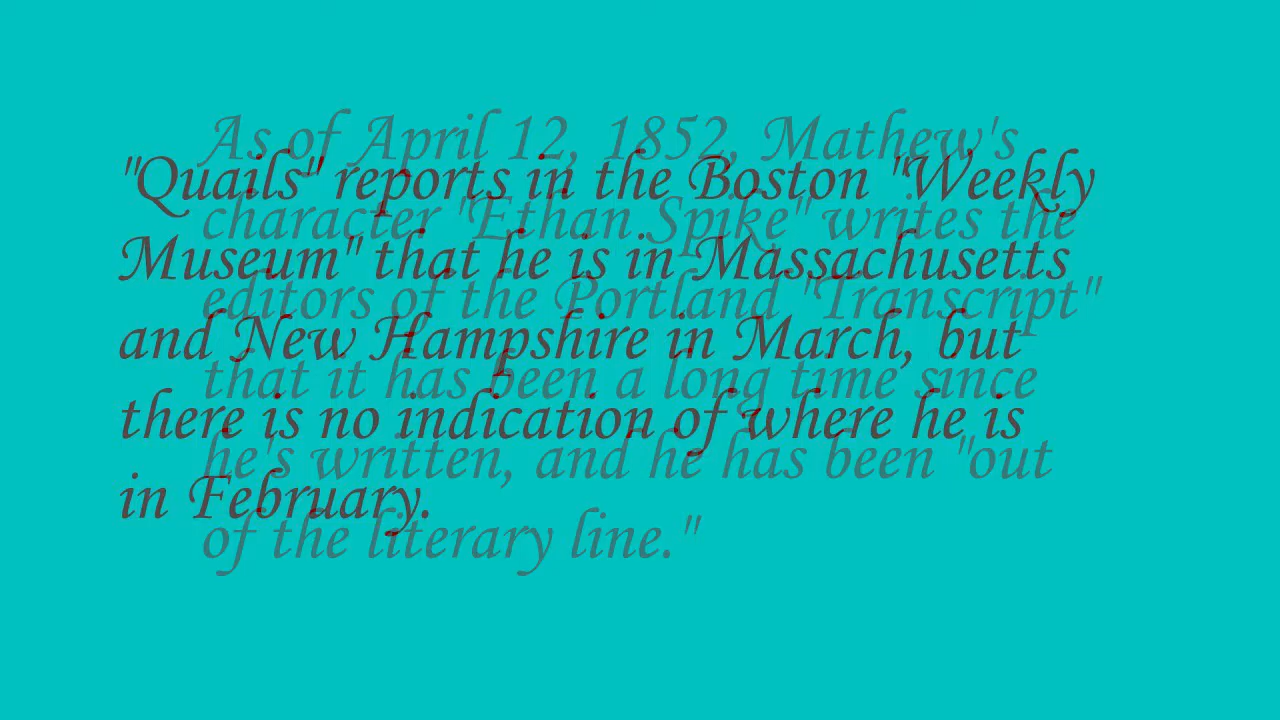 As of April 12, 1852, Mathew's
character "Ethan Spike" writes the
editors of the Portland "Transcript"
that it has been a long time since
he's written, and he has been "out
of the literary line."
"Quails" reports in the Boston "Weekly
Museum" that he is in Massachusetts
and New Hampshire in March, but
there is no indication of where he is
in February.